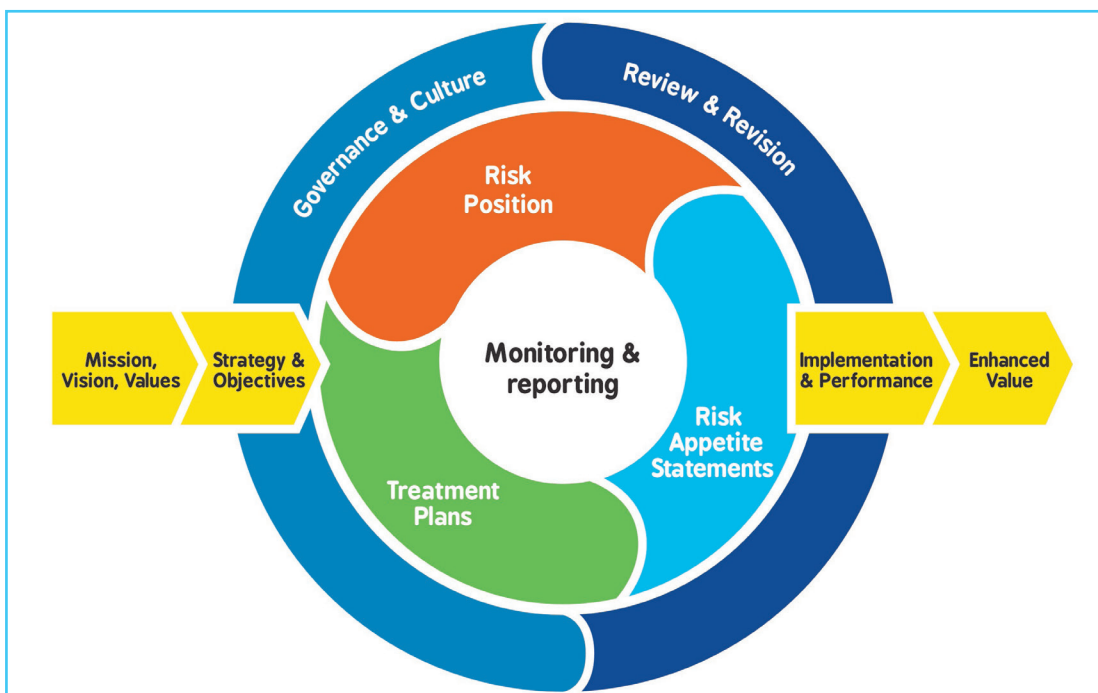 Governance & Culture
Review & Revision
Risk
Position
Mission,
Vision, Values
Strategy &
Objectives
Monitoring &
reporting
Implementation
& Performance
Enhanced
Value
Risk
Appetite
Statements
Treatment
Plans